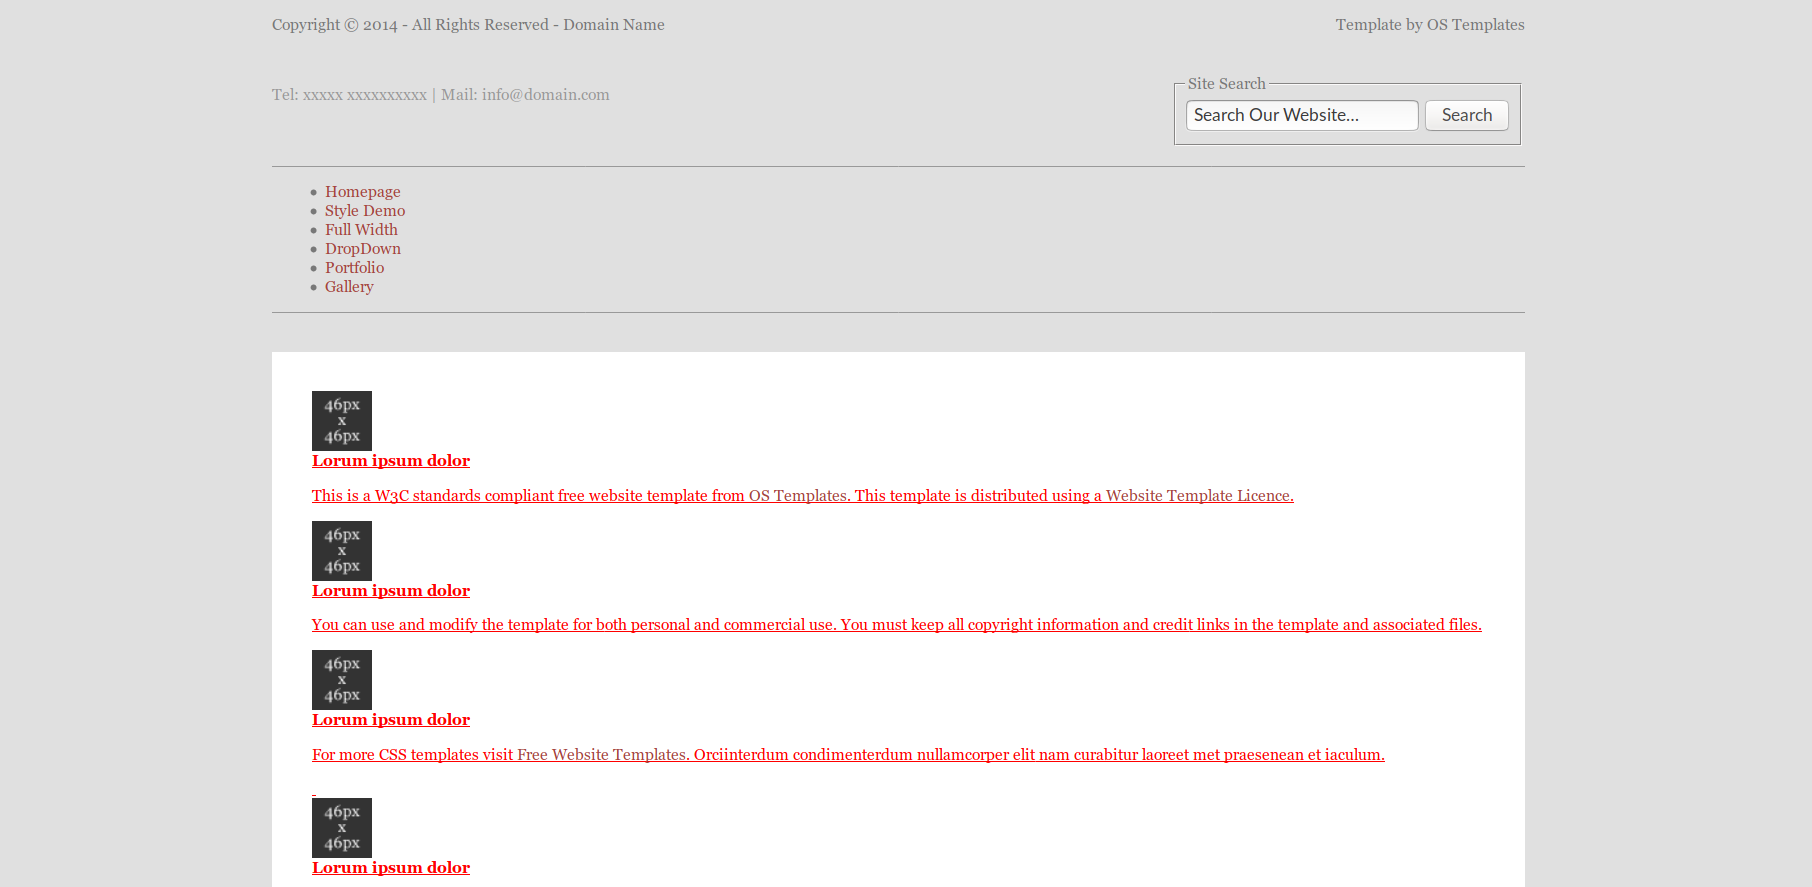 Copyright © 2014 - All Rights Reserved - Domain Name
Template by OS Templates
Tel: xxxxx xxxxxxxxxx | Mail: info@domain.com
Site Search
Search Our Website...
Search
Homepage
Style Demo
Full Width
DropDown
Portfolio
Gallery
46px
x
46px
Lorum ipsum dolor
This is a W3C standards compliant free website template from OS Templates. This template is distributed using a Website Template Licence.
46px
x
46px
Lorum ipsum dolor
You can use and modify the template for both personal and commercial use. You must keep all copyright information and credit links in the template and associated files.
46px
x
46px
Lorum ipsum dolor
For more CSS templates visit Free Website Templates. Orciinterdum condimenterdum nullamcorper elit nam curabitur laoreet met praesenean et iaculum.
46px
x
46px
Lorum ipsum dolor